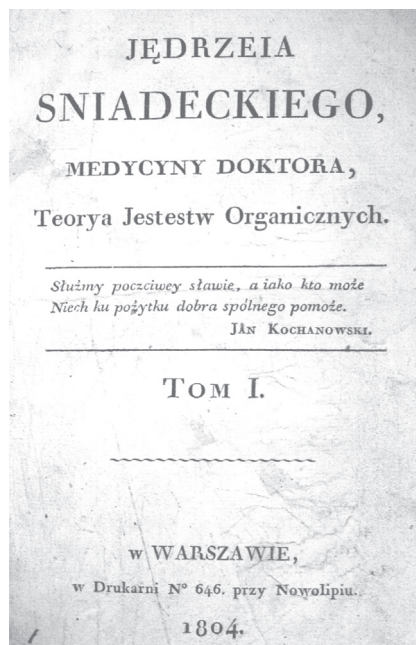 JĘDRZEIA
SNIADECKIEGO,
MEDYCYNY DOKTORA,
Teorya Jestestw Organicznych.
Służmy poczciwey sławie, a iako kto może
Niech ku pożytku dobra spólnego pomoże.
JAN KOCHANOWSKI.
TOM I.
w WARSZAWIE,
w Drukarni Nº 646. przy Nowolipiu.
1804.